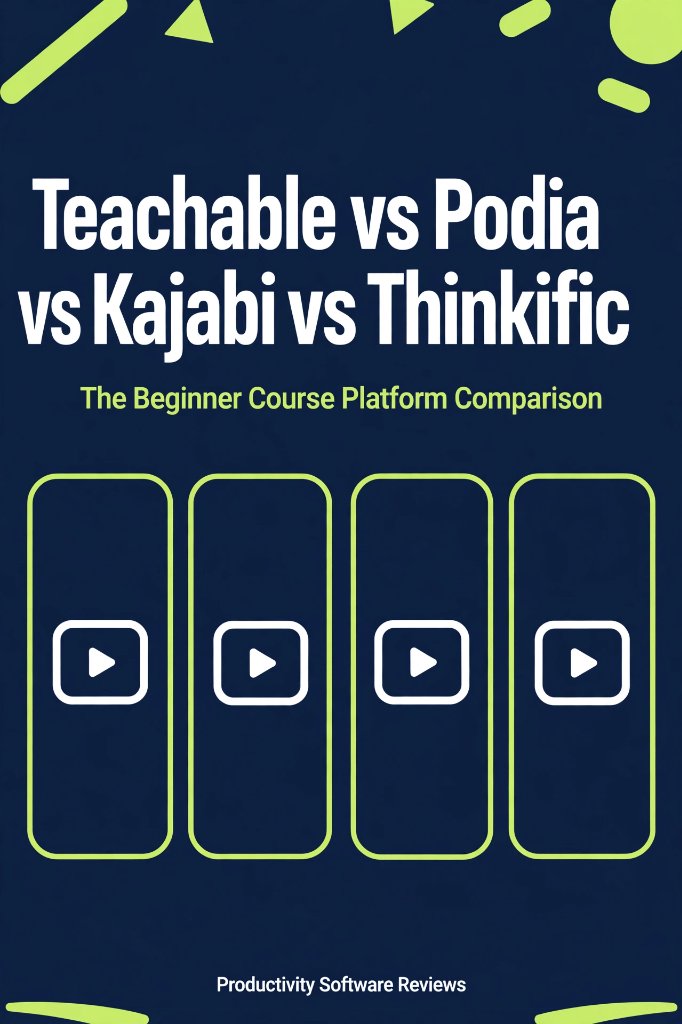 Teachable vs Podia
vs Kajabi vs Thinkific
The Beginner Course Platform Comparison
Productivity Software Reviews